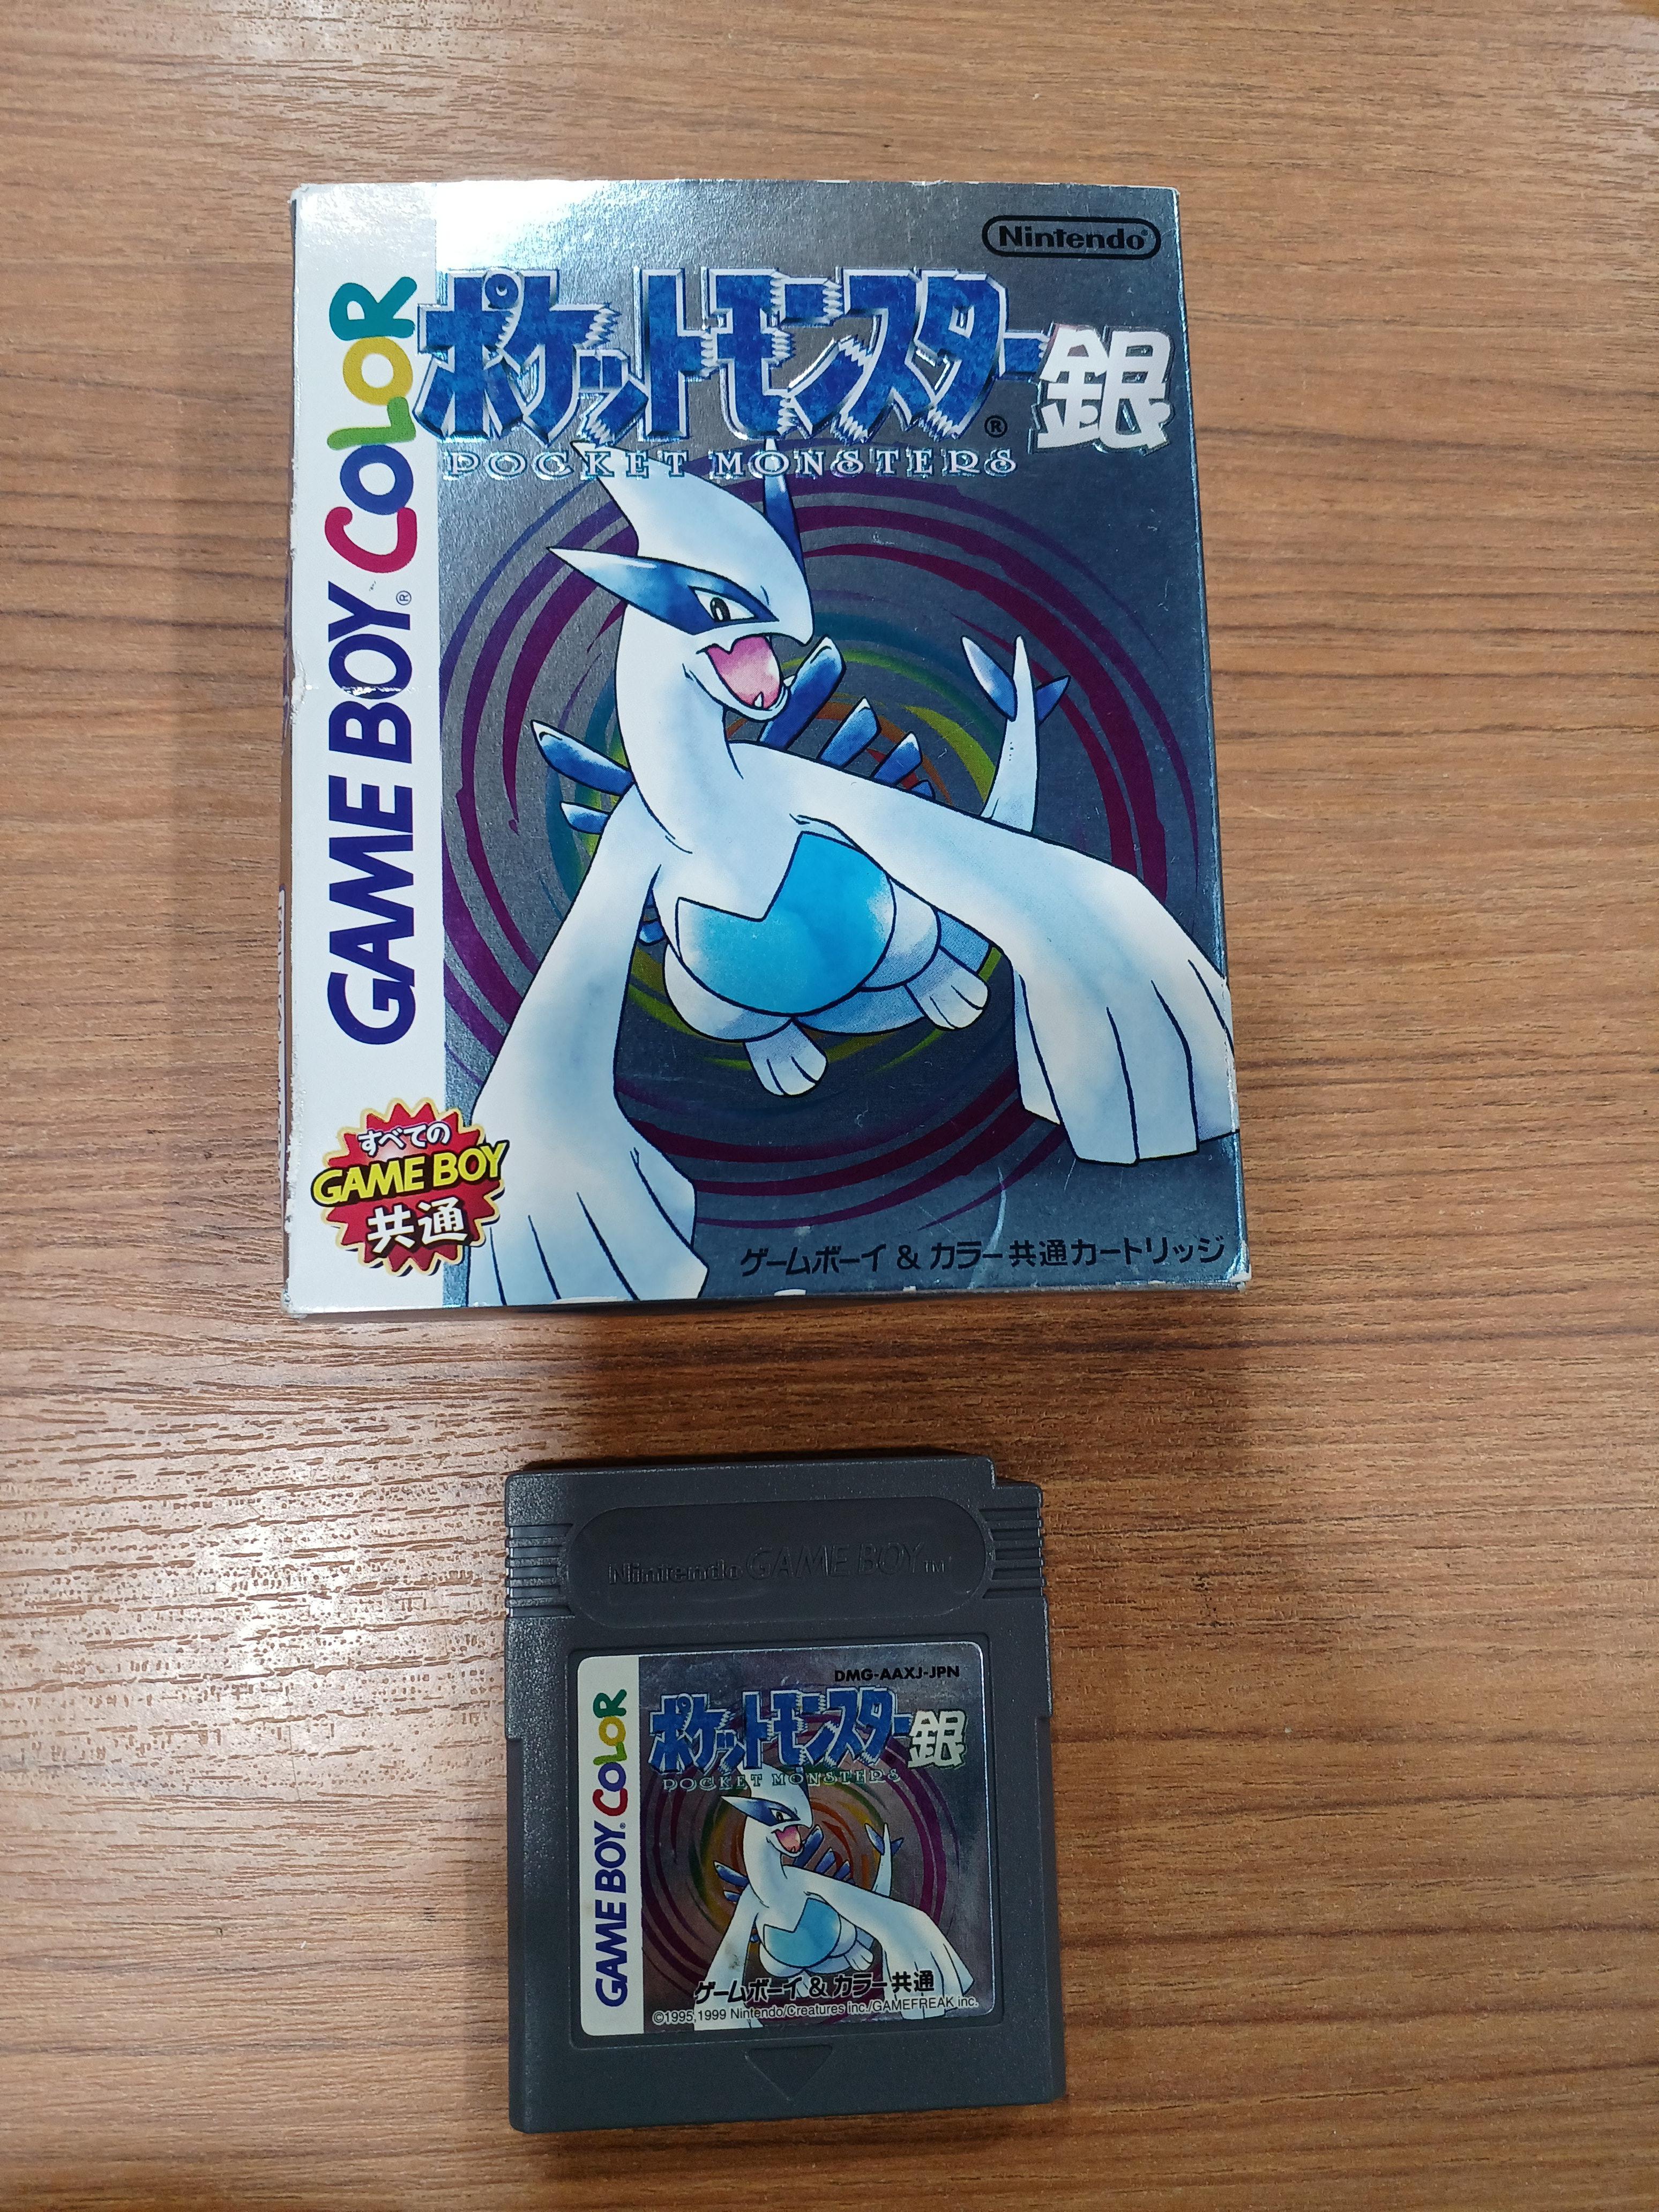 Nintendo®
ポケットモンスター®銀
POCKET MONSTERS
GAME BOY® COLOR
すべての
GAME BOY
共通
ゲームボーイ & カラー共通カートリッジ
Nintendo GAME BOY™
DMG-AAXJ-JPN
ポケットモンスター銀
POCKET MONSTERS
GAME BOY® COLOR
ゲームボーイ & カラー共通
©1995,1999 Nintendo/Creatures inc./GAMEFREAK inc.